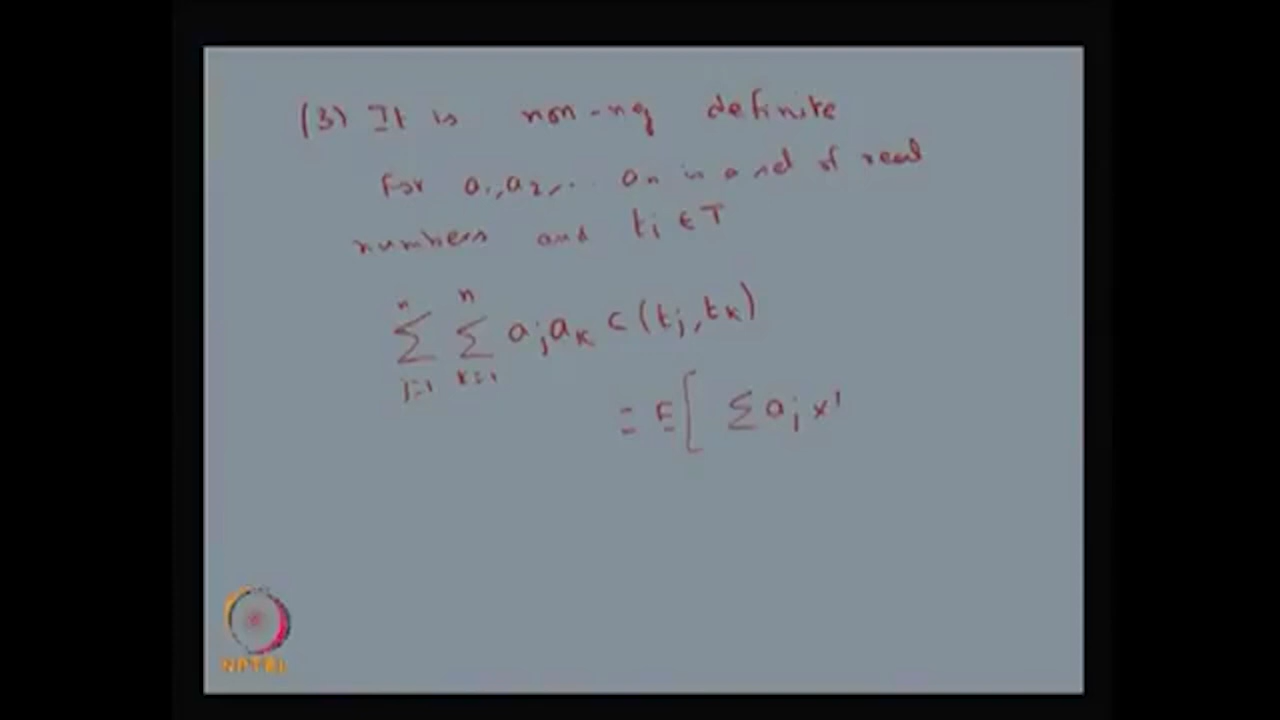 (3) It is non-neg definite
For a₁, a₂, ... aₙ is a set of real
numbers and tᵢ ∈ T
n n
Σ Σ aⱼ aₖ c(tⱼ, tₖ)
j=1 k=1
= E[ Σ aⱼ x
NPTEL